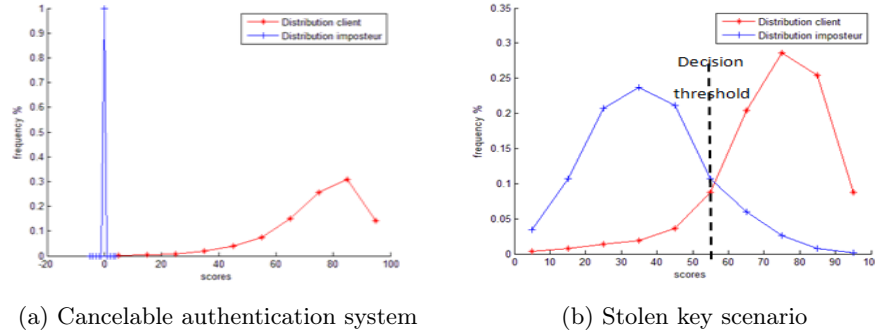 Distribution client
Distribution imposteur
frequency %
1
0.9
0.8
0.7
0.6
0.5
0.4
0.3
0.2
0.1
0
-20 0 20 40 60 80 100
scores
(a) Cancelable authentication system
Distribution client
Distribution imposteur
Decision
threshold
frequency %
0.35
0.3
0.25
0.2
0.15
0.1
0.05
0
0 10 20 30 40 50 60 70 80 90 100
scores
(b) Stolen key scenario